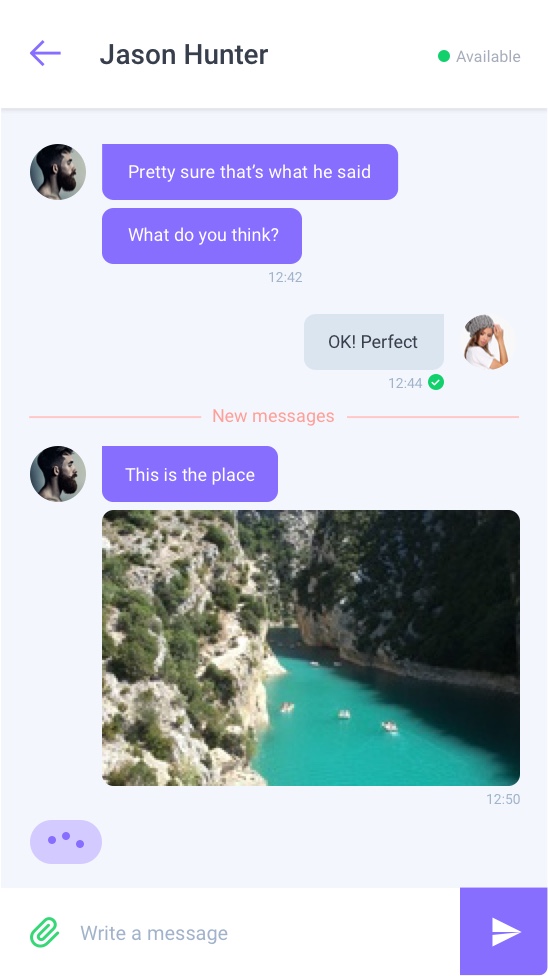 Jason Hunter
Available
Pretty sure that’s what he said
What do you think?
12:42
OK! Perfect
12:44
New messages
This is the place
12:50
Write a message